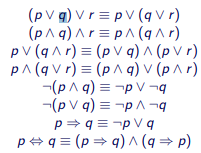 (p ∨ q) ∨ r ≡ p ∨ (q ∨ r)
(p ∧ q) ∧ r ≡ p ∧ (q ∧ r)
p ∨ (q ∧ r) ≡ (p ∨ q) ∧ (p ∨ r)
p ∧ (q ∨ r) ≡ (p ∧ q) ∨ (p ∧ r)
¬(p ∧ q) ≡ ¬p ∨ ¬q
¬(p ∨ q) ≡ ¬p ∧ ¬q
p ⇒ q ≡ ¬p ∨ q
p ⇔ q ≡ (p ⇒ q) ∧ (q ⇒ p)